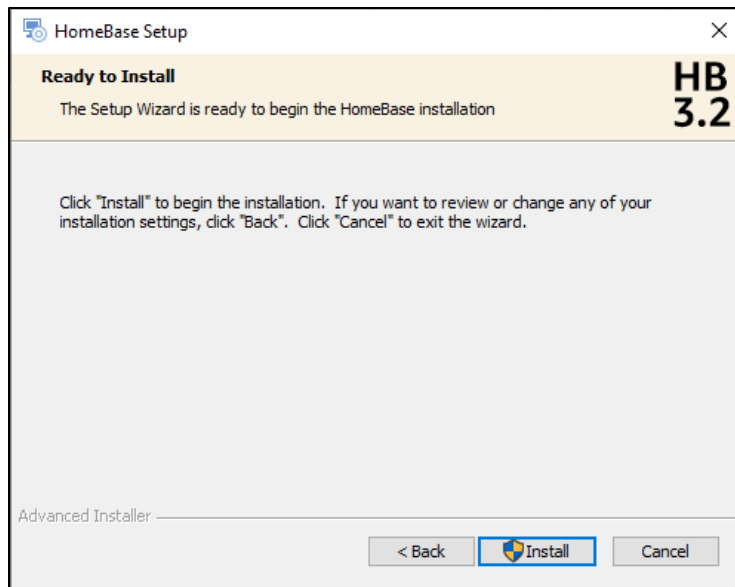 HomeBase Setup
Ready to Install
The Setup Wizard is ready to begin the HomeBase installation
HB
3.2
Click "Install" to begin the installation.  If you want to review or change any of your
installation settings, click "Back".  Click "Cancel" to exit the wizard.
Advanced Installer
< Back
Install
Cancel